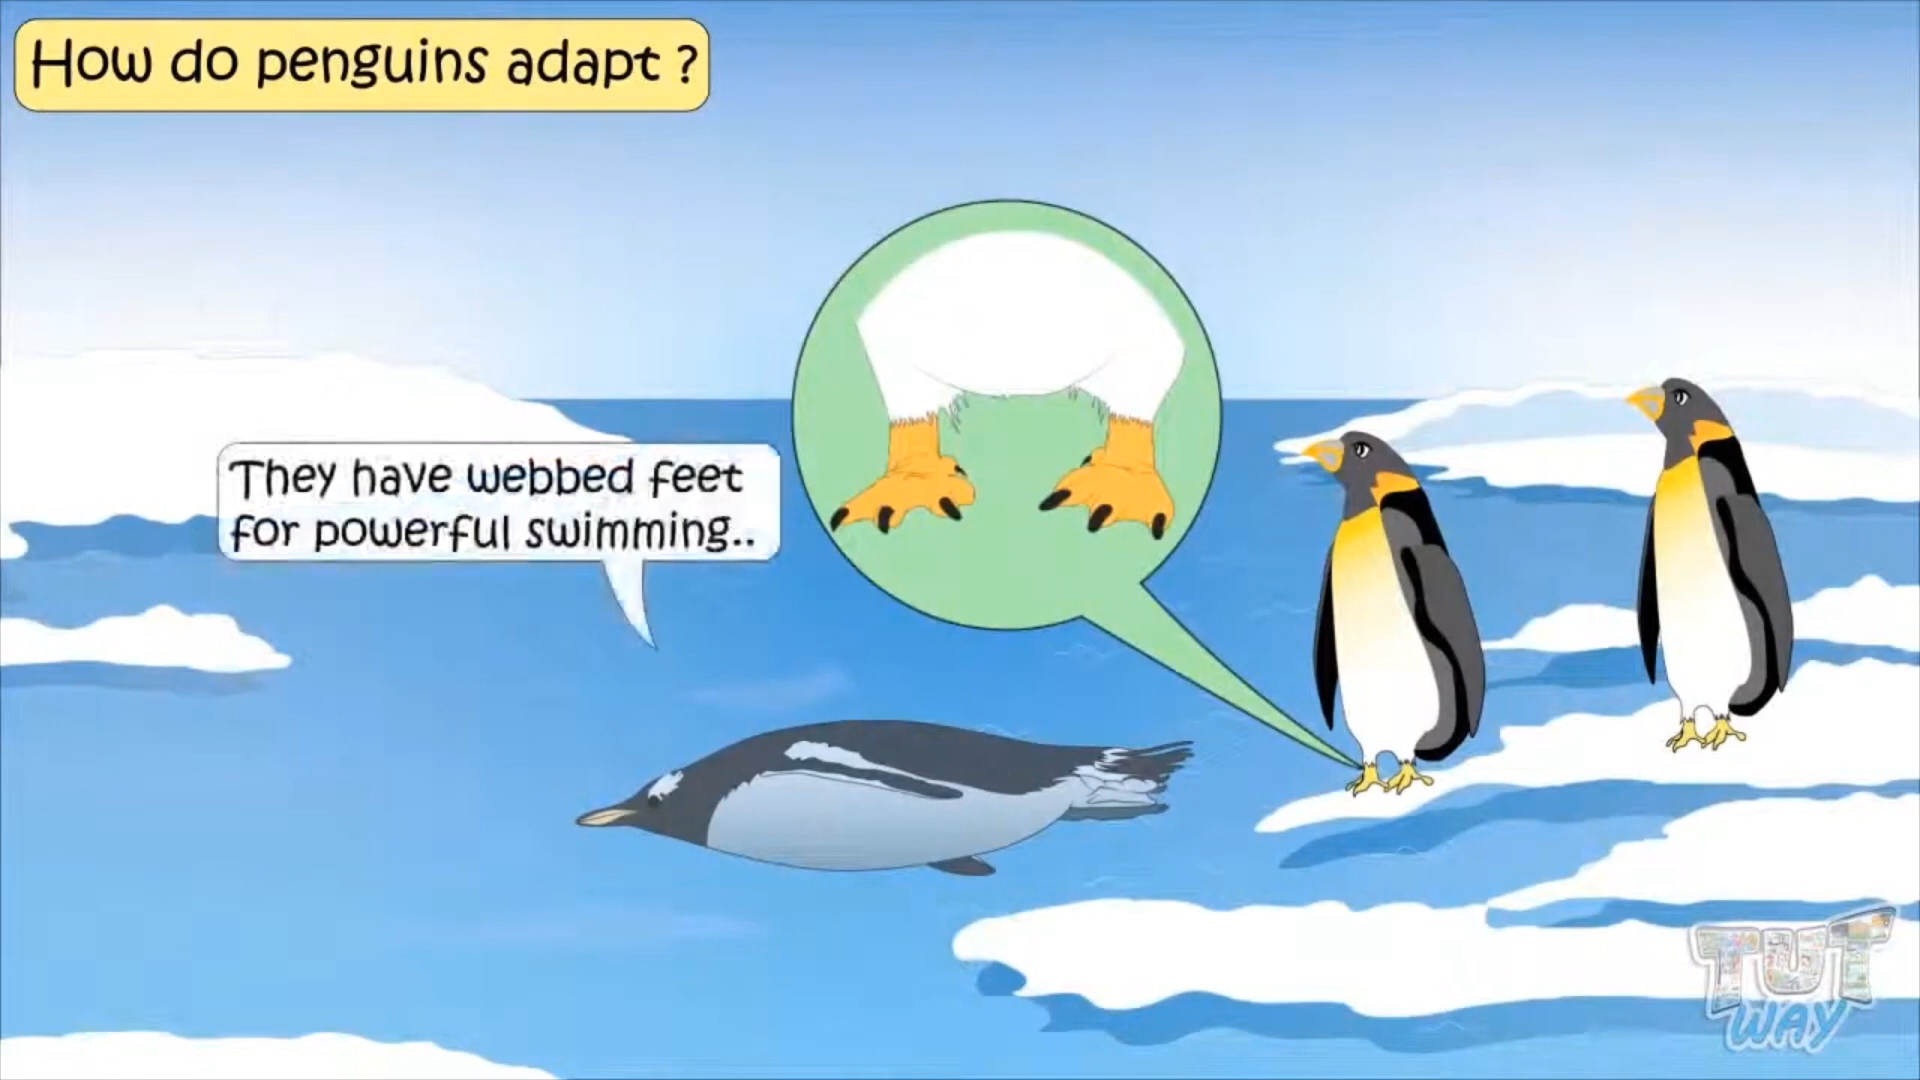 How do penguins adapt ?
They have webbed feet
for powerful swimming..
TUT
WAY